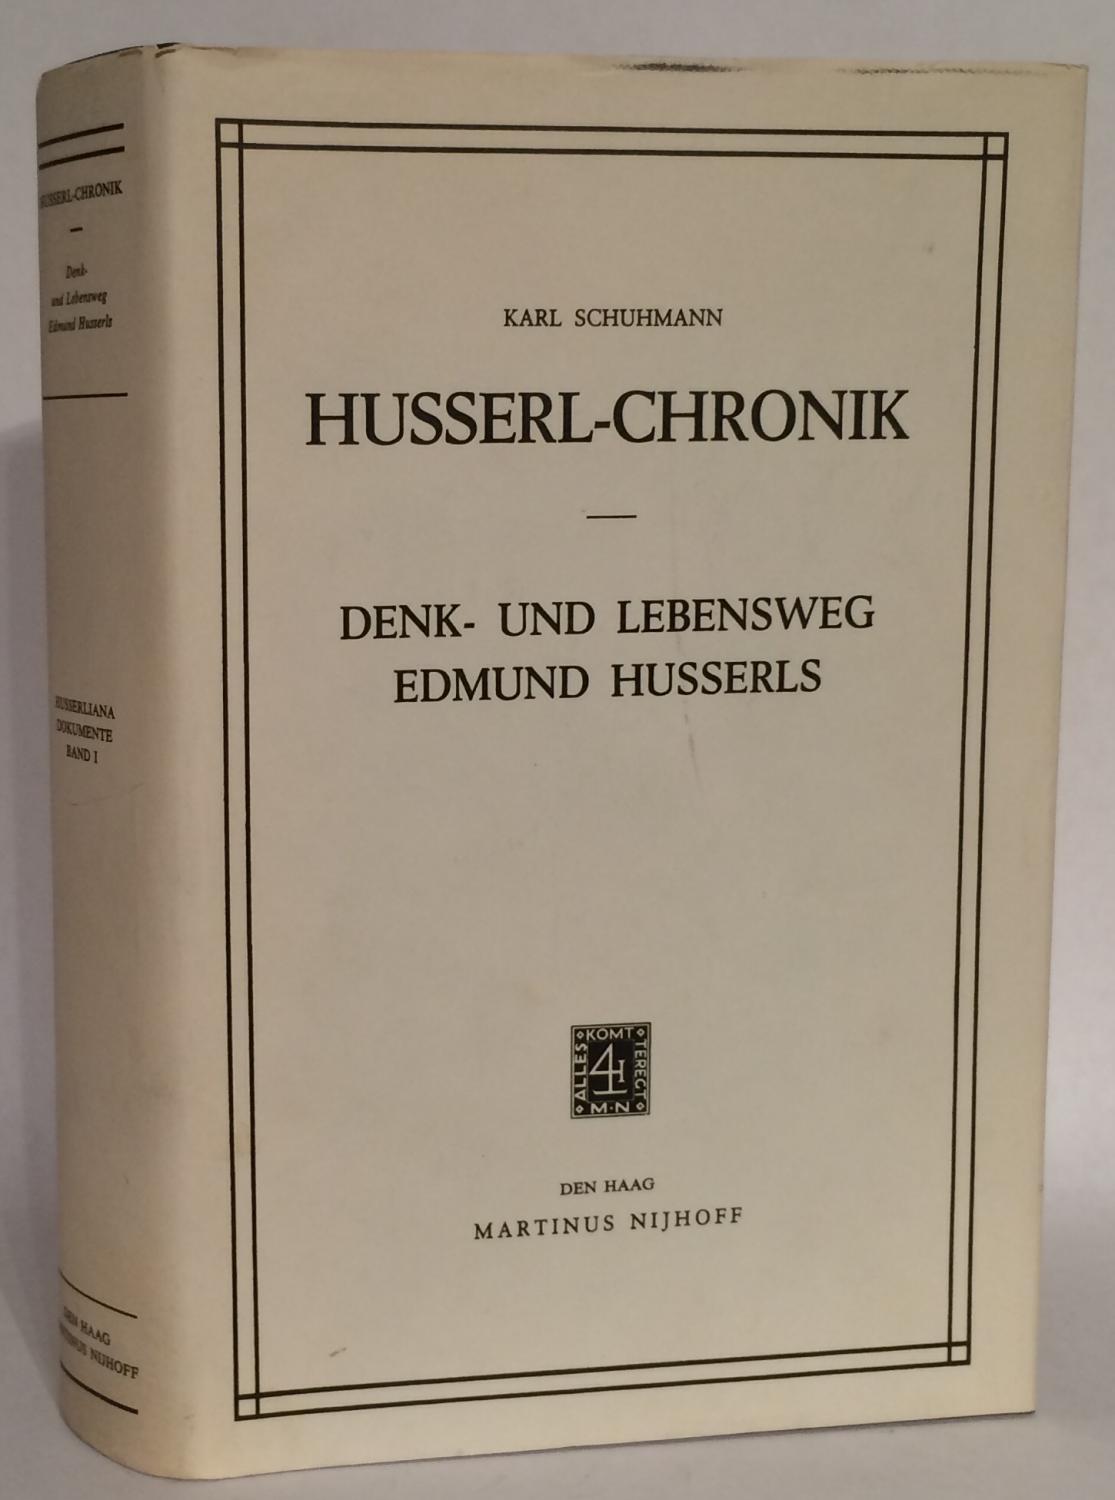 HUSSERL-CHRONIK
Denk-
und Lebensweg
Edmund Husserls
HUSSERLIANA
DOKUMENTE
BAND I
DEN HAAG
MARTINUS NIJHOFF
KARL SCHUHMANN
HUSSERL-CHRONIK
DENK- UND LEBENSWEG
EDMUND HUSSERLS
ALLES KOMT TERECT
M·N
DEN HAAG
MARTINUS NIJHOFF